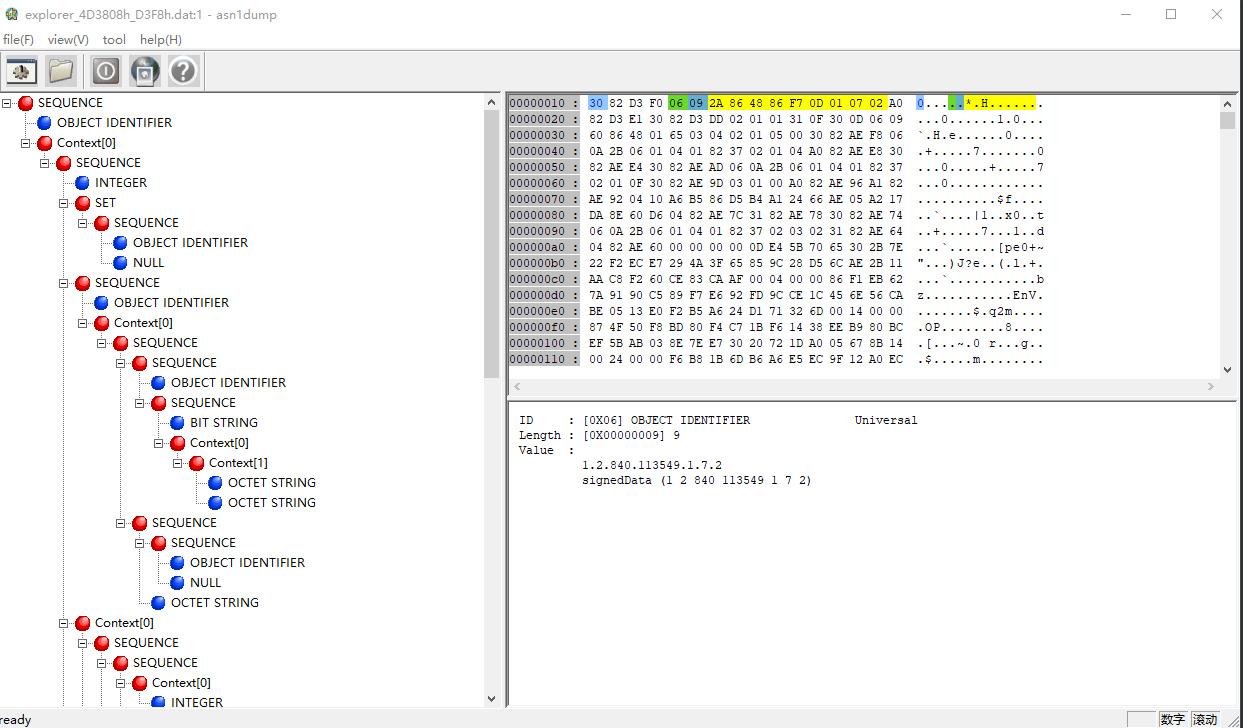 explorer_4D3808h_D3F8h.dat:1 - asn1dump
file(F) view(V) tool help(H)
SEQUENCE
OBJECT IDENTIFIER
Context[0]
SEQUENCE
INTEGER
SET
SEQUENCE
OBJECT IDENTIFIER
NULL
SEQUENCE
OBJECT IDENTIFIER
Context[0]
SEQUENCE
SEQUENCE
OBJECT IDENTIFIER
SEQUENCE
BIT STRING
Context[0]
Context[1]
OCTET STRING
OCTET STRING
SEQUENCE
SEQUENCE
OBJECT IDENTIFIER
NULL
OCTET STRING
Context[0]
SEQUENCE
SEQUENCE
Context[0]
INTEGER
00000010 : 30 82 D3 F0 06 09 2A 86 48 86 F7 0D 01 07 02 A0 0.....*.H.......
00000020 : 82 D3 E1 30 82 D3 DD 02 01 01 31 0F 30 0D 06 09 ...0......1.0...
00000030 : 60 86 48 01 65 03 04 02 01 05 00 30 82 AE F8 06 `.H.e......0....
00000040 : 0A 2B 06 01 04 01 82 37 02 01 04 A0 82 AE E8 30 .+.....7.......0
00000050 : 82 AE E4 30 82 AE AD 06 0A 2B 06 01 04 01 82 37 ...0.....+.....7
00000060 : 02 01 0F 30 82 AE 9D 03 01 00 A0 82 AE 96 A1 82 ...0............
00000070 : AE 92 04 10 A6 B5 86 D5 B4 A1 24 66 AE 05 A2 17 ..........$f....
00000080 : DA 8E 60 D6 04 82 AE 7C 31 82 AE 78 30 82 AE 74 ..`....|1..x0..t
00000090 : 06 0A 2B 06 01 04 01 82 37 02 03 02 31 82 AE 64 ..+.....7...1..d
000000a0 : 04 82 AE 60 00 00 00 00 0D E4 5B 70 65 30 2B 7E ...`......[pe0+~
000000b0 : 22 F2 EC E7 29 4A 3F 65 85 9C 28 D5 6C AE 2B 11 "...)J?e..(.l.+.
000000c0 : AA C8 F2 60 CE 83 CA AF 00 04 00 00 86 F1 EB 62 ...`...........b
000000d0 : 7A 91 90 C5 89 F7 E6 92 FD 9C CE 1C 45 6E 56 CA z...........EnV.
000000e0 : BE 05 13 E0 F2 B5 A6 24 D1 71 32 6D 00 14 00 00 .......$.q2m....
000000f0 : 87 4F 50 F8 BD 80 F4 C7 1B F6 14 38 EE B9 80 BC .OP........8....
00000100 : EF 5B AB 03 8E 7E E7 30 20 72 1D A0 05 67 8B 14 .[...~.0 r...g..
00000110 : 00 24 00 00 F6 B8 1B 6D B6 A6 E5 EC 9F 12 A0 EC .$.....m........
ID : [0X06] OBJECT IDENTIFIER Universal
Length : [0X00000009] 9
Value :
1.2.840.113549.1.7.2
signedData (1 2 840 113549 1 7 2)
ready 数字 滚动